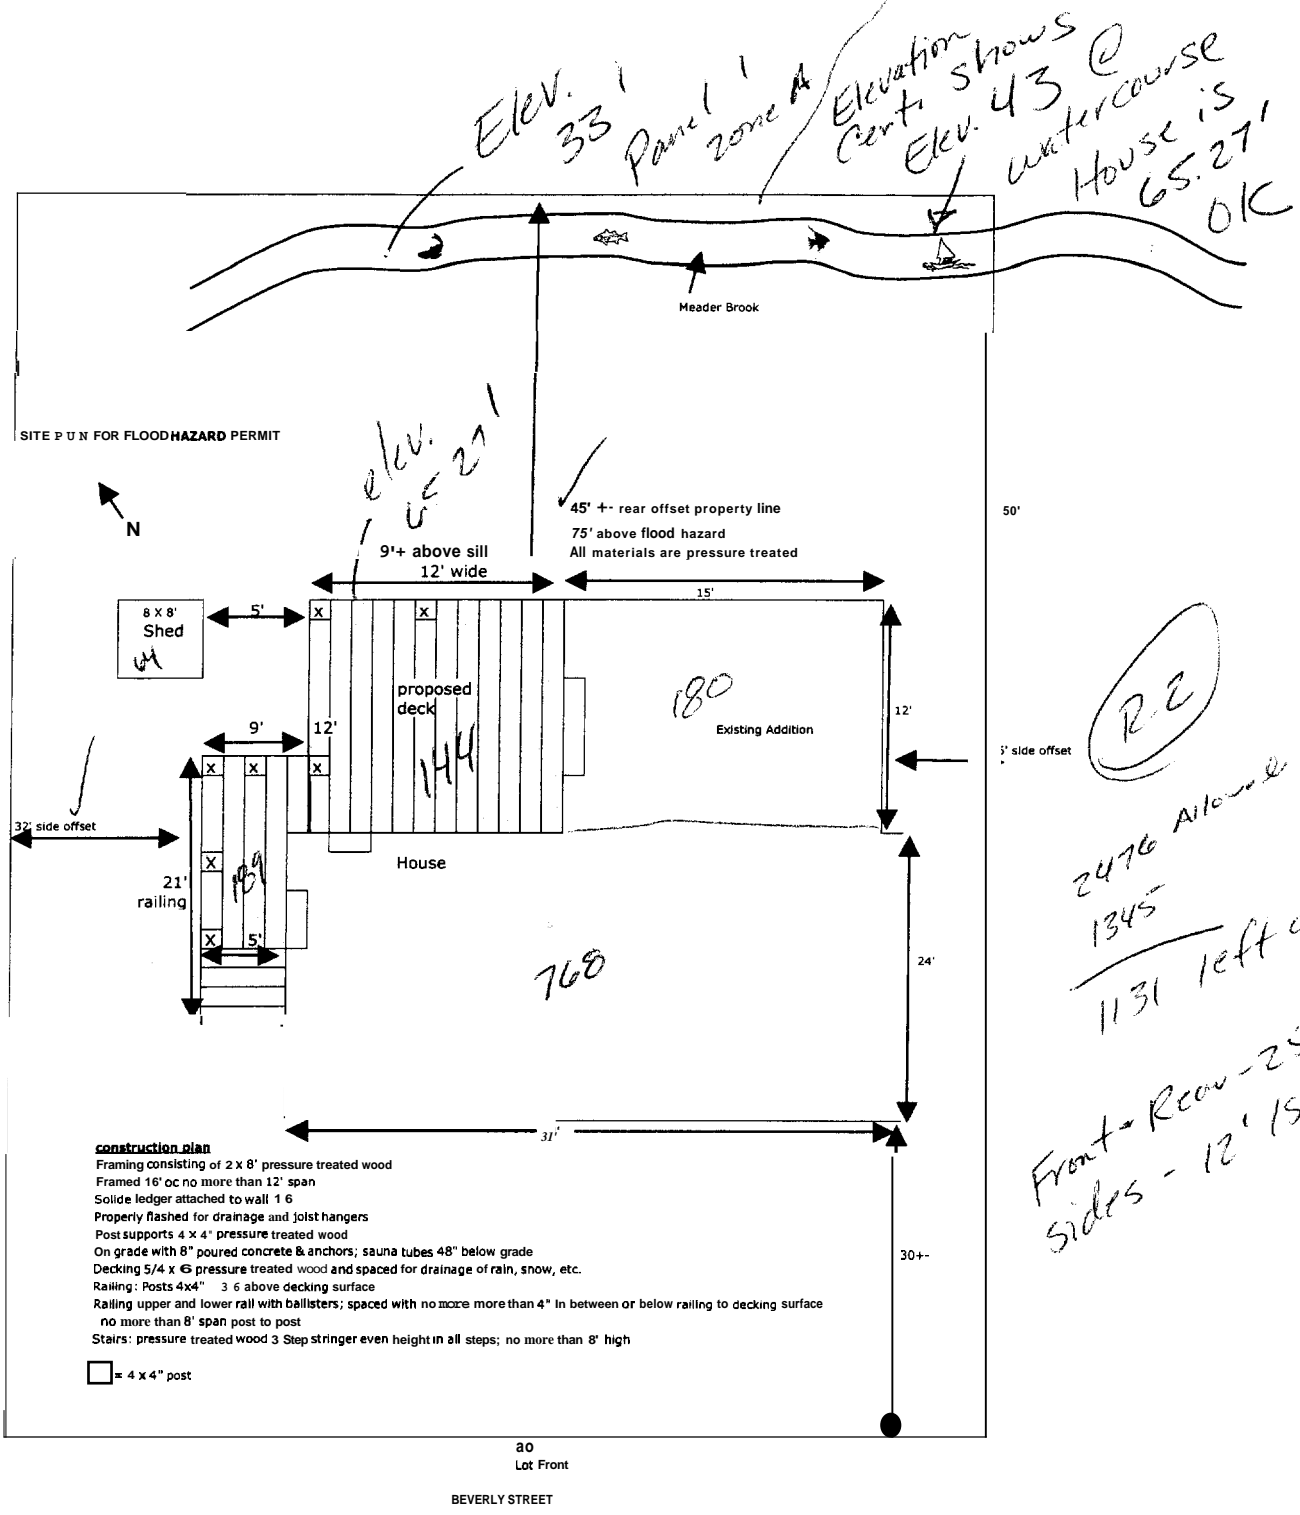 Elev.
33'
Panel 1
zone A
Elevation
Cert. shows
Elev. 43 @
watercourse
House is
65.27'
OK
Meader Brook
SITE P U N FOR FLOOD HAZARD PERMIT
N
elev.
27'
45' +- rear offset property line
75' above flood hazard
All materials are pressure treated
50'
9'+ above sill
12' wide
15'
8 X 8'
Shed
64
5'
x
x
proposed
deck
144
180
Existing Addition
12'
9'
12'
x
x
x
' side offset
R-2
32' side offset
x
189
House
21'
railing
x
5'
768
24'
2476
1345
1131 left
Front & Rear - 25
sides - 12'
31'
construction plan
Framing consisting of 2 x 8' pressure treated wood
Framed 16' oc no more than 12' span
Solide ledger attached to wall 1 6
Properly flashed for drainage and joist hangers
Post supports 4 x 4" pressure treated wood
On grade with 8" poured concrete & anchors; sauna tubes 48" below grade
Decking 5/4 x 6 pressure treated wood and spaced for drainage of rain, snow, etc.
Railing: Posts 4x4" 3 6 above decking surface
Railing upper and lower rail with ballisters; spaced with no more more than 4" in between or below railing to decking surface
no more than 8' span post to post
Stairs: pressure treated wood 3 Step stringer even height in all steps; no more than 8' high
30+-
= 4 x 4" post
ao
Lot Front
BEVERLY STREET